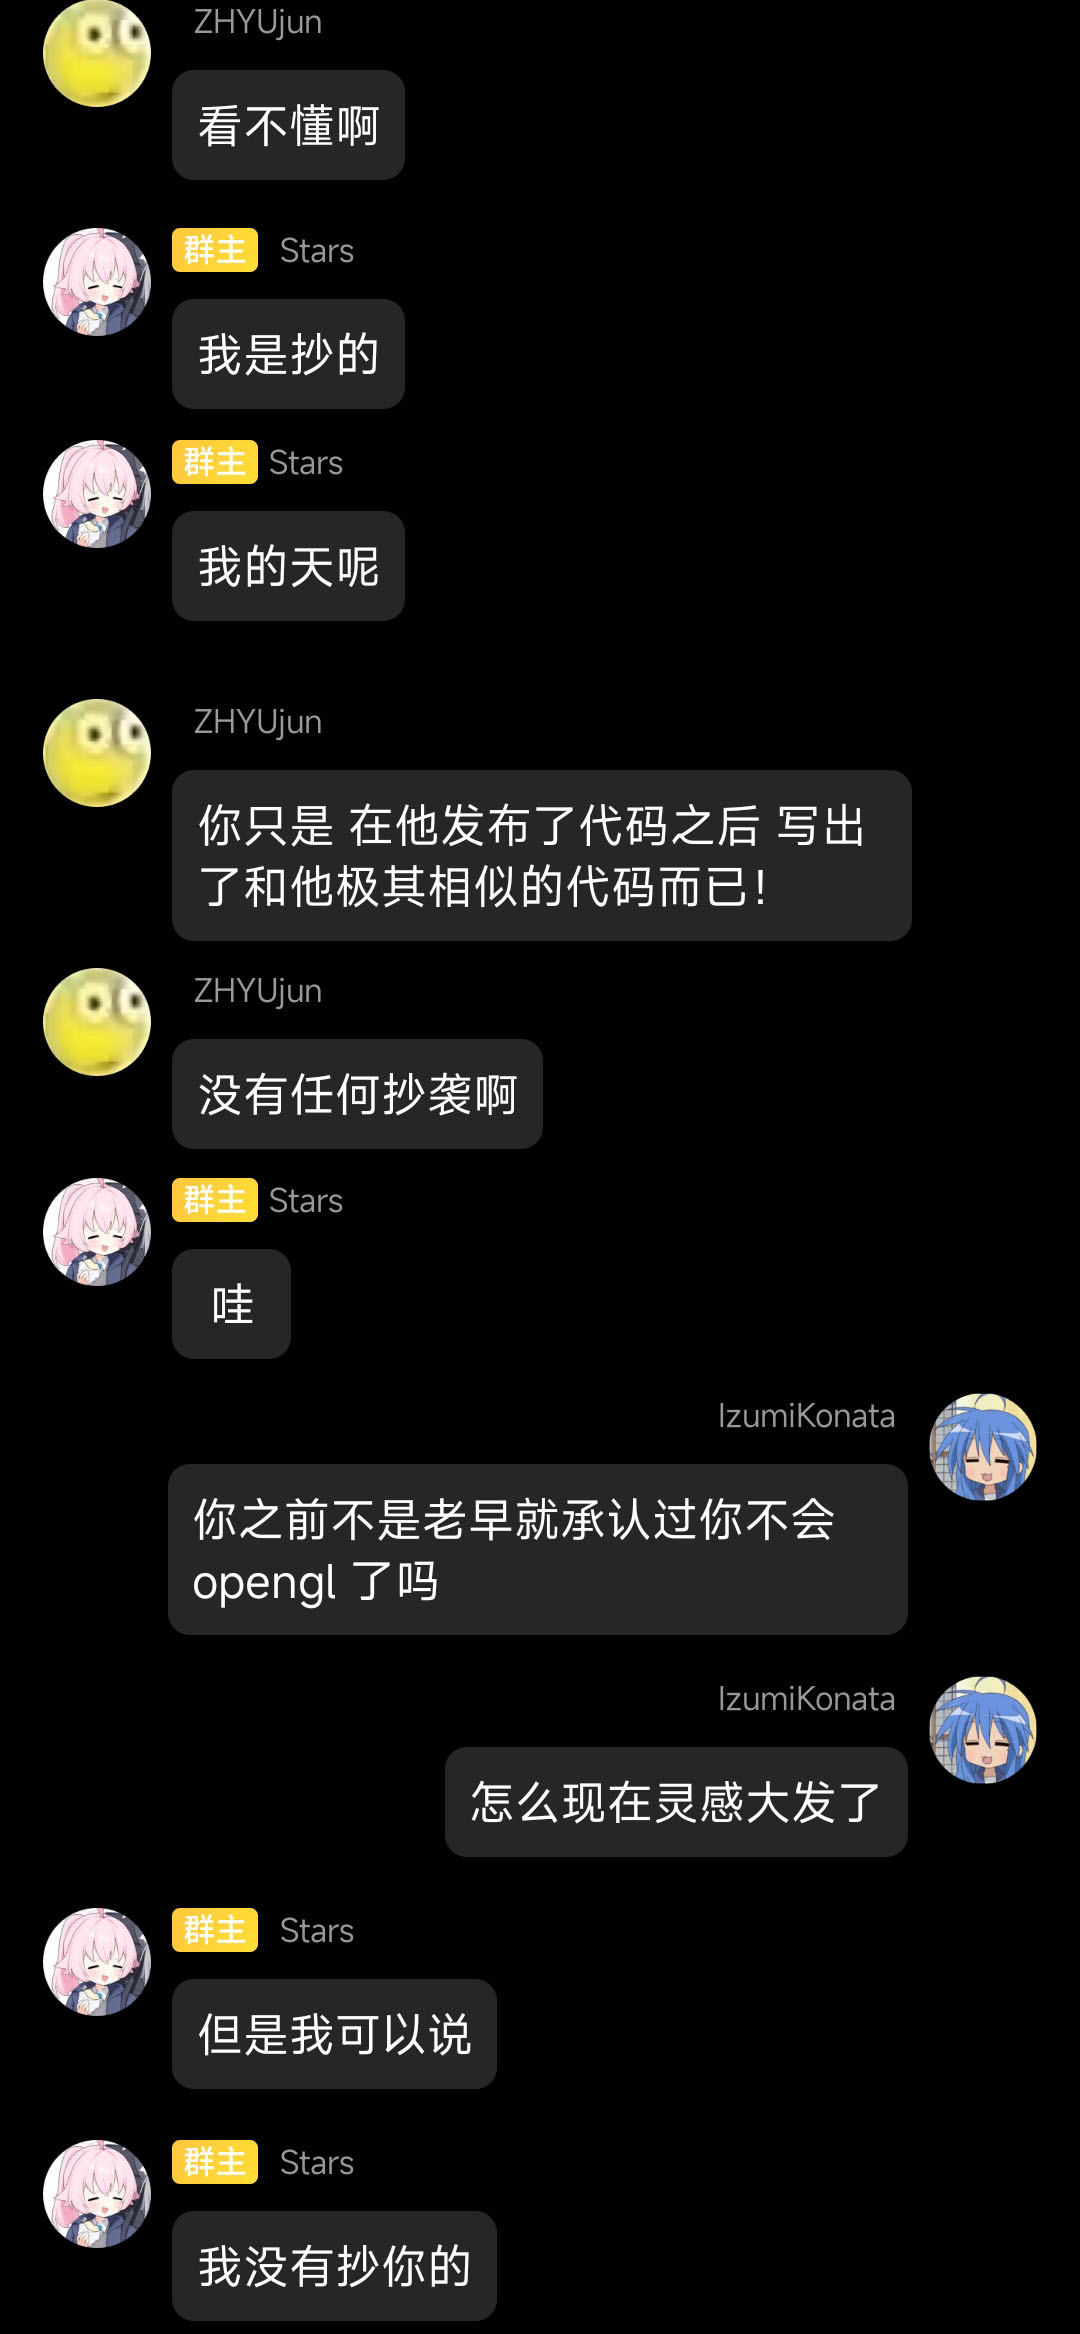 ZHYUjun
看不懂啊
群主 Stars
我是抄的
群主 Stars
我的天呢
ZHYUjun
你只是 在他发布了代码之后 写出
了和他极其相似的代码而已！
ZHYUjun
没有任何抄袭啊
群主 Stars
哇
IzumiKonata
你之前不是老早就承认过你不会
opengl 了吗
IzumiKonata
怎么现在灵感大发了
群主 Stars
但是我可以说
群主 Stars
我没有抄你的